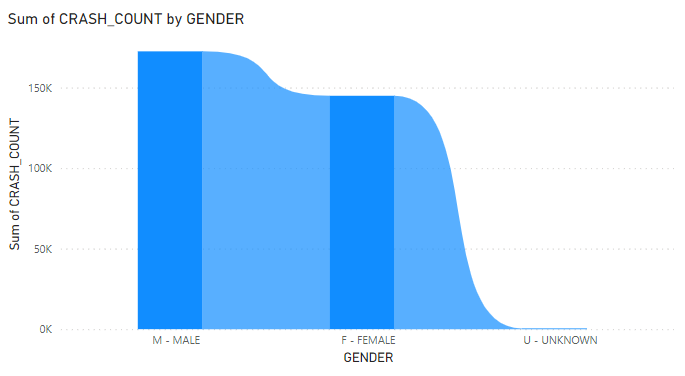 Sum of CRASH_COUNT by GENDER
Sum of CRASH_COUNT
150K
100K
50K
0K
M - MALE
F - FEMALE
U - UNKNOWN
GENDER